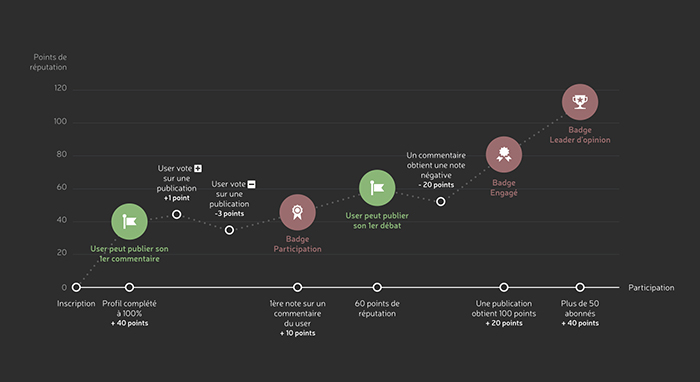 Points de
réputation
120
100
80
60
40
20
0
User peut publier son
1er commentaire
User vote +
sur une
publication
+1 point
User vote −
sur une
publication
-3 points
Badge
Participation
User peut publier
son 1er débat
Un commentaire
obtient une note
négative
- 20 points
Badge
Engagé
Badge
Leader d'opinion
Participation
Inscription
Profil complété
à 100%
+ 40 points
1ère note sur un
commentaire
du user
+ 10 points
60 points de
réputation
Une publication
obtient 100 points
+ 20 points
Plus de 50
abonnés
+ 40 points